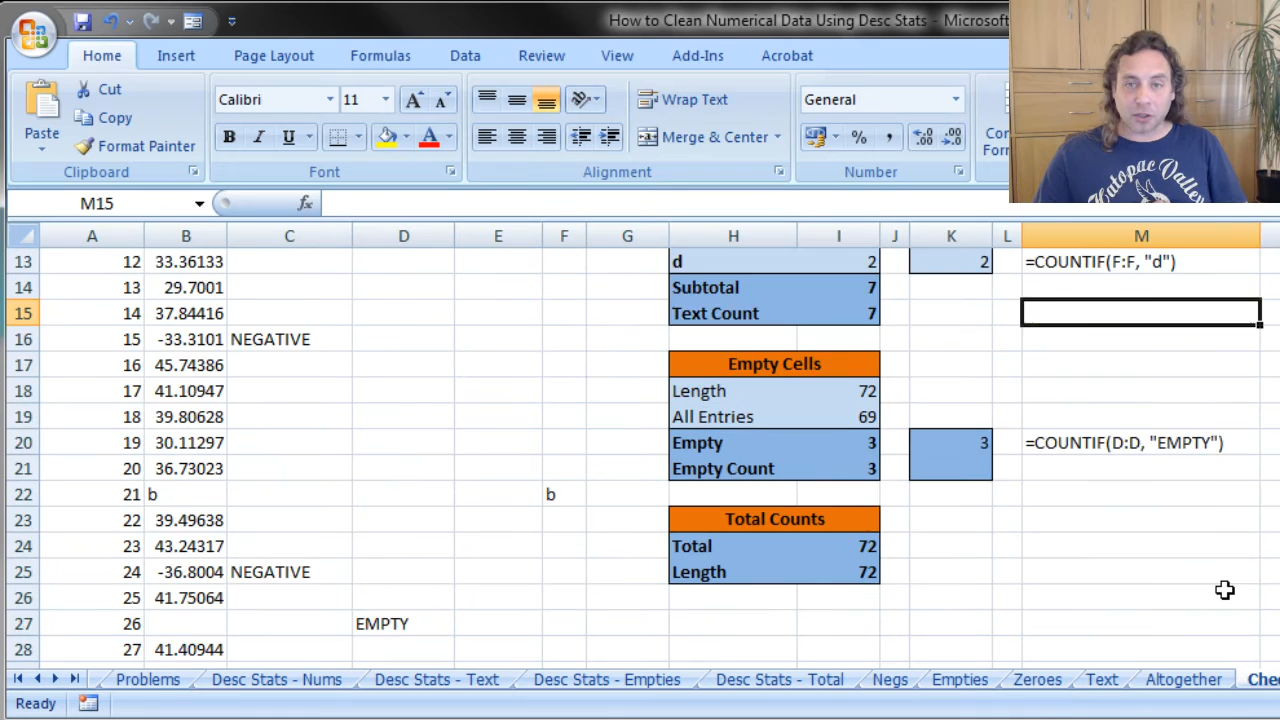 How to Clean Numerical Data Using Desc Stats - Microsoft
Home Insert Page Layout Formulas Data Review View Add-Ins Acrobat
Paste
Cut
Copy
Format Painter
Calibri 11
B I U
Wrap Text
Merge & Center
General
Clipboard Font Alignment Number
M15 fx
A B C D E F G H I J K L M
13 12 33.36133 d 2 2 =COUNTIF(F:F, "d")
14 13 29.7001 Subtotal 7
15 14 37.84416 Text Count 7
16 15 -33.3101 NEGATIVE
17 16 45.74386 Empty Cells
18 17 41.10947 Length 72
19 18 39.80628 All Entries 69
20 19 30.11297 Empty 3 3 =COUNTIF(D:D, "EMPTY")
21 20 36.73023 Empty Count 3
22 21 b b
23 22 39.49638 Total Counts
24 23 43.24317 Total 72
25 24 -36.8004 NEGATIVE Length 72
26 25 41.75064
27 26 EMPTY
28 27 41.40944
Problems Desc Stats - Nums Desc Stats - Text Desc Stats - Empties Desc Stats - Total Negs Empties Zeroes Text Altogether Che
Ready